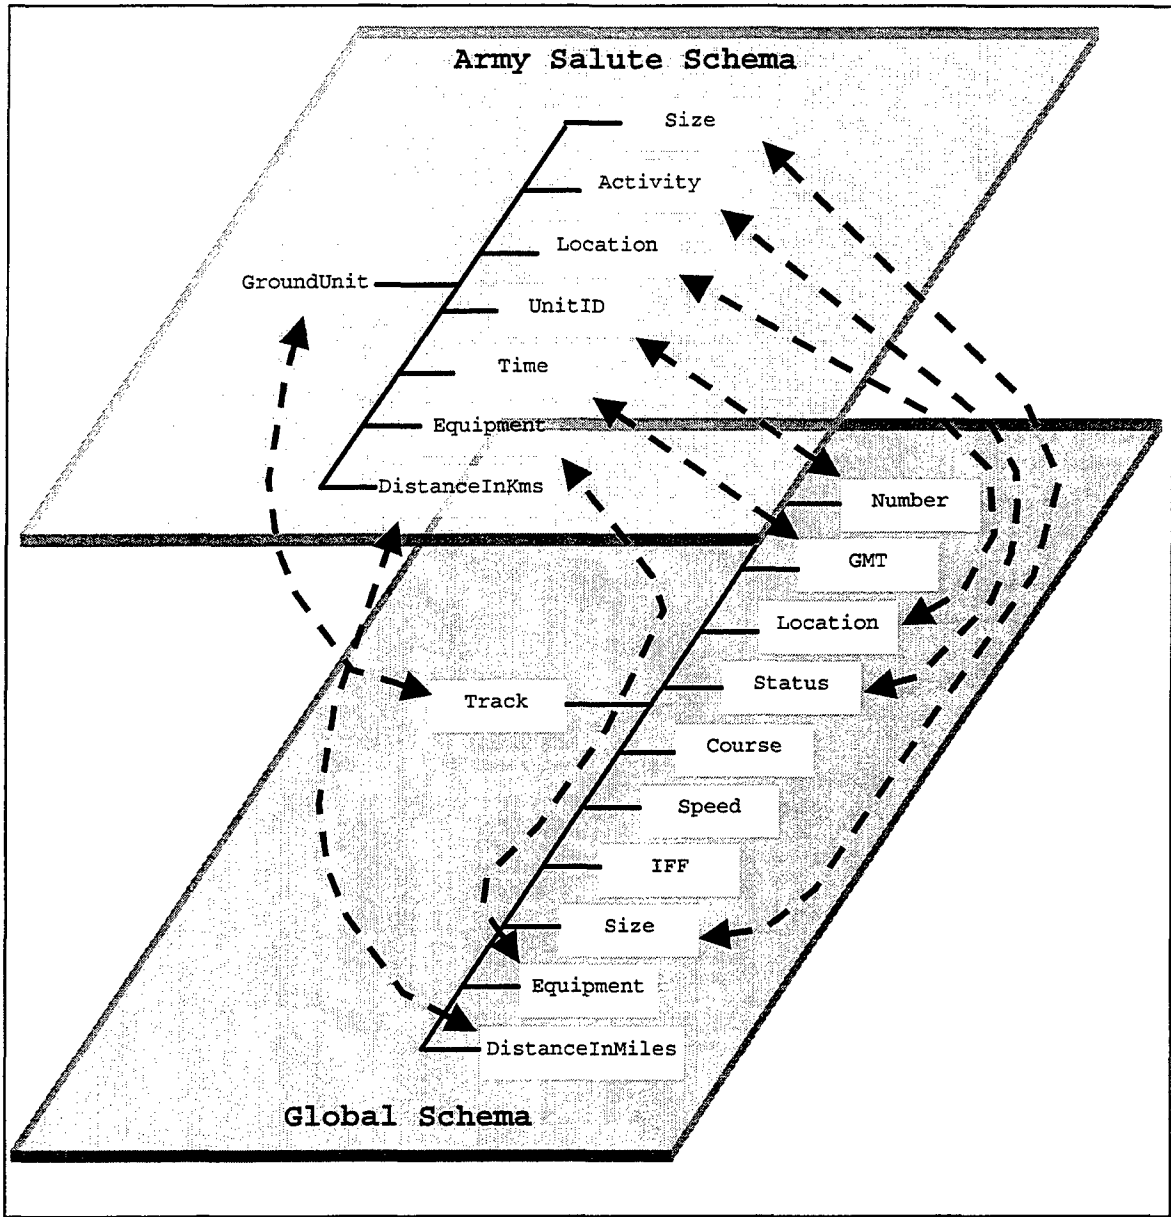 Army Salute Schema
Size
Activity
Location
GroundUnit
UnitID
Time
Equipment
DistanceInKms
Number
GMT
Location
Status
Track
Course
Speed
IFF
Size
Equipment
DistanceInMiles
Global Schema